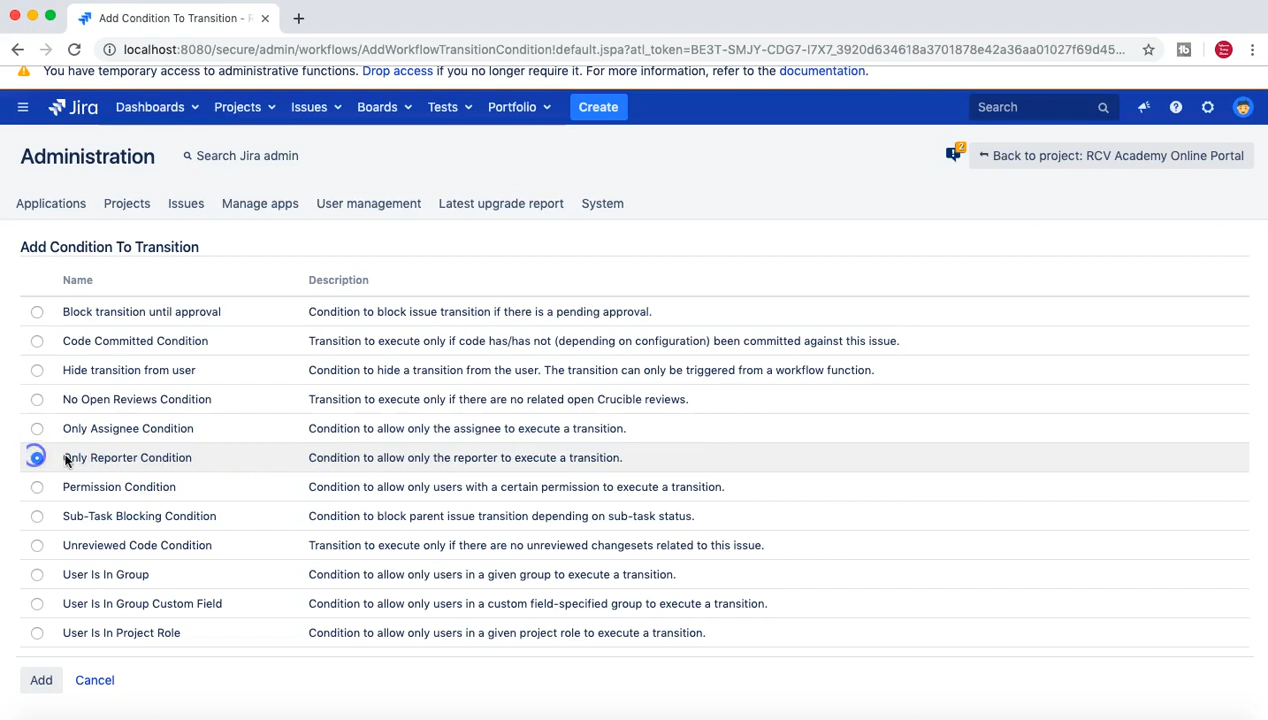 Add Condition To Transition - R
localhost:8080/secure/admin/workflows/AddWorkflowTransitionCondition!default.jspa?atl_token=BE3T-SMJY-CDG7-I7X7_3920d634618a3701878e42a36aa01027f69d45...
You have temporary access to administrative functions. Drop access if you no longer require it. For more information, refer to the documentation.
Jira Dashboards Projects Issues Boards Tests Portfolio Create Search
Administration Search Jira admin 2 Back to project: RCV Academy Online Portal
Applications Projects Issues Manage apps User management Latest upgrade report System
Add Condition To Transition
Name Description
Block transition until approval Condition to block issue transition if there is a pending approval.
Code Committed Condition Transition to execute only if code has/has not (depending on configuration) been committed against this issue.
Hide transition from user Condition to hide a transition from the user. The transition can only be triggered from a workflow function.
No Open Reviews Condition Transition to execute only if there are no related open Crucible reviews.
Only Assignee Condition Condition to allow only the assignee to execute a transition.
Only Reporter Condition Condition to allow only the reporter to execute a transition.
Permission Condition Condition to allow only users with a certain permission to execute a transition.
Sub-Task Blocking Condition Condition to block parent issue transition depending on sub-task status.
Unreviewed Code Condition Transition to execute only if there are no unreviewed changesets related to this issue.
User Is In Group Condition to allow only users in a given group to execute a transition.
User Is In Group Custom Field Condition to allow only users in a custom field-specified group to execute a transition.
User Is In Project Role Condition to allow only users in a given project role to execute a transition.
Add Cancel